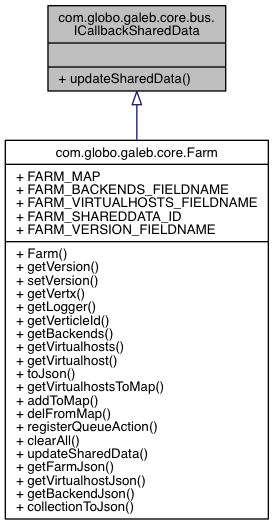 com.globo.galeb.core.bus.
ICallbackSharedData
+ updateSharedData()
com.globo.galeb.core.Farm
+ FARM_MAP
+ FARM_BACKENDS_FIELDNAME
+ FARM_VIRTUALHOSTS_FIELDNAME
+ FARM_SHAREDDATA_ID
+ FARM_VERSION_FIELDNAME
+ Farm()
+ getVersion()
+ setVersion()
+ getVertx()
+ getLogger()
+ getVerticleId()
+ getBackends()
+ getVirtualhosts()
+ getVirtualhost()
+ toJson()
+ getVirtualhostsToMap()
+ addToMap()
+ delFromMap()
+ registerQueueAction()
+ clearAll()
+ updateSharedData()
+ getFarmJson()
+ getVirtualhostJson()
+ getBackendJson()
+ collectionToJson()